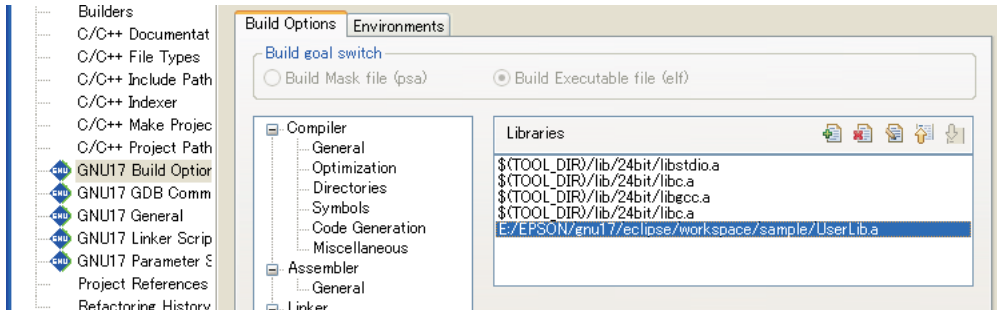 Builders
C/C++ Documentat
C/C++ File Types
C/C++ Include Path
C/C++ Indexer
C/C++ Make Projec
C/C++ Project Path
GNU17 Build Option
GNU17 GDB Comm
GNU17 General
GNU17 Linker Scrip
GNU17 Parameter S
Project References
Refactoring History
Build Options
Environments
Build goal switch
Build Mask file (psa)
Build Executable file (elf)
Compiler
General
Optimization
Directories
Symbols
Code Generation
Miscellaneous
Assembler
General
Linker
Libraries
$(TOOL_DIR)/lib/24bit/libstdio.a
$(TOOL_DIR)/lib/24bit/libc.a
$(TOOL_DIR)/lib/24bit/libgcc.a
$(TOOL_DIR)/lib/24bit/libc.a
E:/EPSON/gnu17/eclipse/workspace/sample/UserLib.a